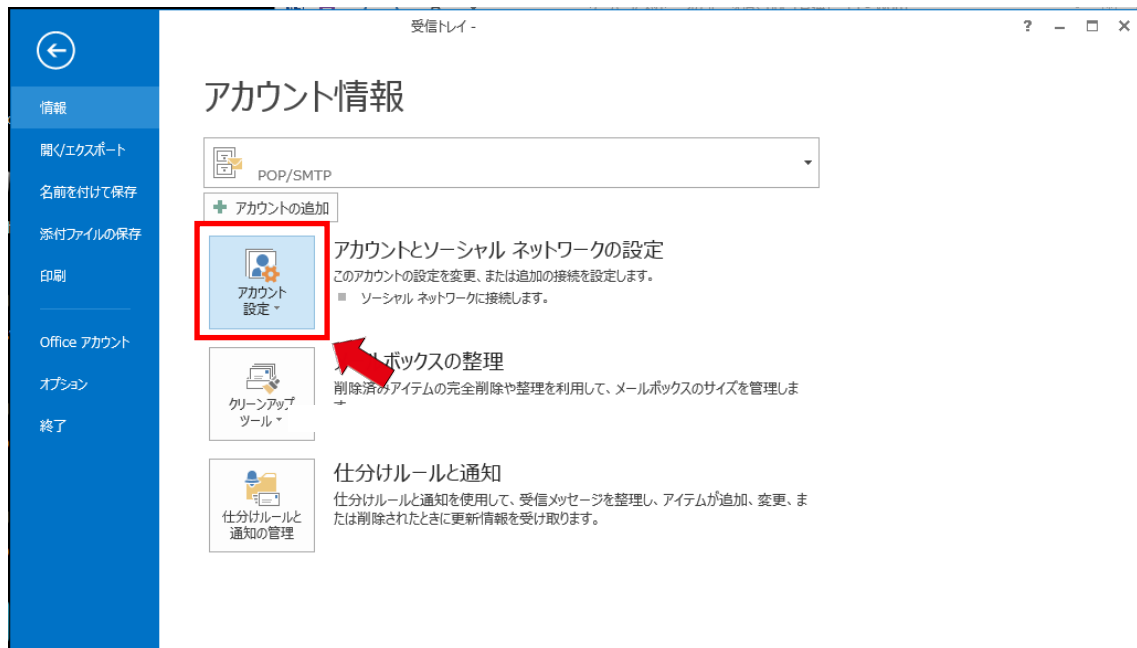 受信トレイ -
?
アカウント情報
情報
開く/エクスポート
名前を付けて保存
添付ファイルの保存
印刷
Office アカウント
オプション
終了
POP/SMTP
アカウントの追加
アカウント
設定
アカウントとソーシャル ネットワークの設定
このアカウントの設定を変更、または追加の接続を設定します。
ソーシャル ネットワークに接続します。
クリーンアップ
ツール
ールボックスの整理
削除済みアイテムの完全削除や整理を利用して、メールボックスのサイズを管理しま
仕分けルールと
通知の管理
仕分けルールと通知
仕分けルールと通知を使用して、受信メッセージを整理し、アイテムが追加、変更、ま
たは削除されたときに更新情報を受け取ります。